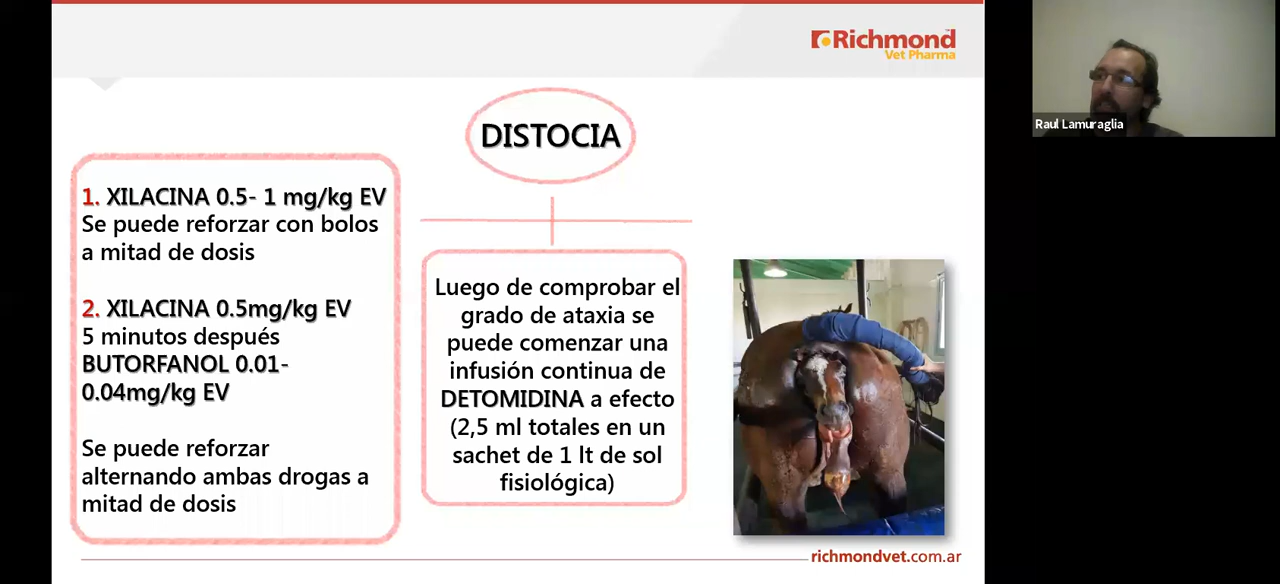 Richmond
Vet Pharma
Raul Lamuraglia
DISTOCIA
1. XILACINA 0.5- 1 mg/kg EV
Se puede reforzar con bolos
a mitad de dosis
2. XILACINA 0.5mg/kg EV
5 minutos después
BUTORFANOL 0.01-
0.04mg/kg EV
Se puede reforzar
alternando ambas drogas a
mitad de dosis
Luego de comprobar el
grado de ataxia se
puede comenzar una
infusión continua de
DETOMIDINA a efecto
(2,5 ml totales en un
sachet de 1 lt de sol
fisiológica)
richmondvet.com.ar